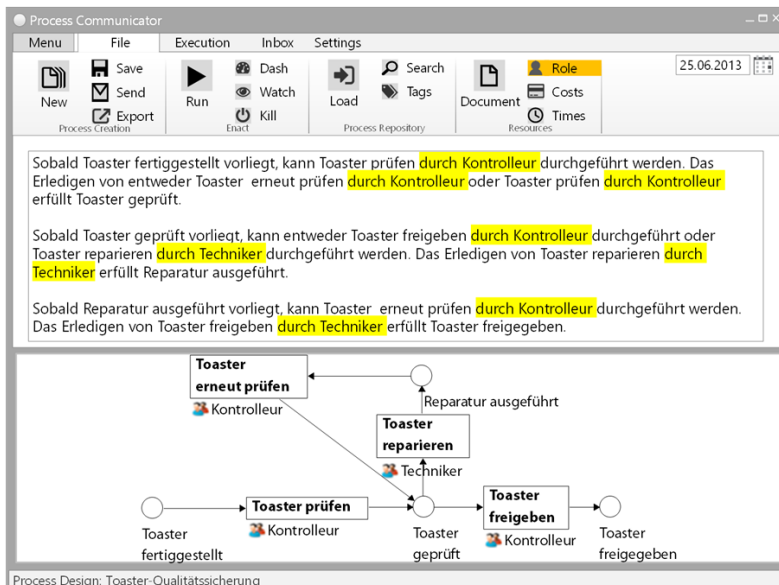 Process Communicator
Menu File Execution Inbox Settings
New
Save
Send
Export
Process Creation
Run
Dash
Watch
Kill
Enact
Load
Search
Tags
Process Repository
Document
Role
Costs
Times
Resources
25.06.2013
Sobald Toaster fertiggestellt vorliegt, kann Toaster prüfen durch Kontrolleur durchgeführt werden. Das
Erledigen von entweder Toaster erneut prüfen durch Kontrolleur oder Toaster prüfen durch Kontrolleur
erfüllt Toaster geprüft.
Sobald Toaster geprüft vorliegt, kann entweder Toaster freigeben durch Kontrolleur durchgeführt oder
Toaster reparieren durch Techniker durchgeführt werden. Das Erledigen von Toaster reparieren durch
Techniker erfüllt Reparatur ausgeführt.
Sobald Reparatur ausgeführt vorliegt, kann Toaster erneut prüfen durch Kontrolleur durchgeführt werden.
Das Erledigen von Toaster freigeben durch Techniker erfüllt Toaster freigegeben.
Toaster
erneut prüfen
Kontrolleur
Reparatur ausgeführt
Toaster
reparieren
Techniker
Toaster
fertiggestellt
Toaster prüfen
Kontrolleur
Toaster
geprüft
Toaster
freigeben
Kontrolleur
Toaster
freigegeben
Process Design: Toaster-Qualitätssicherung